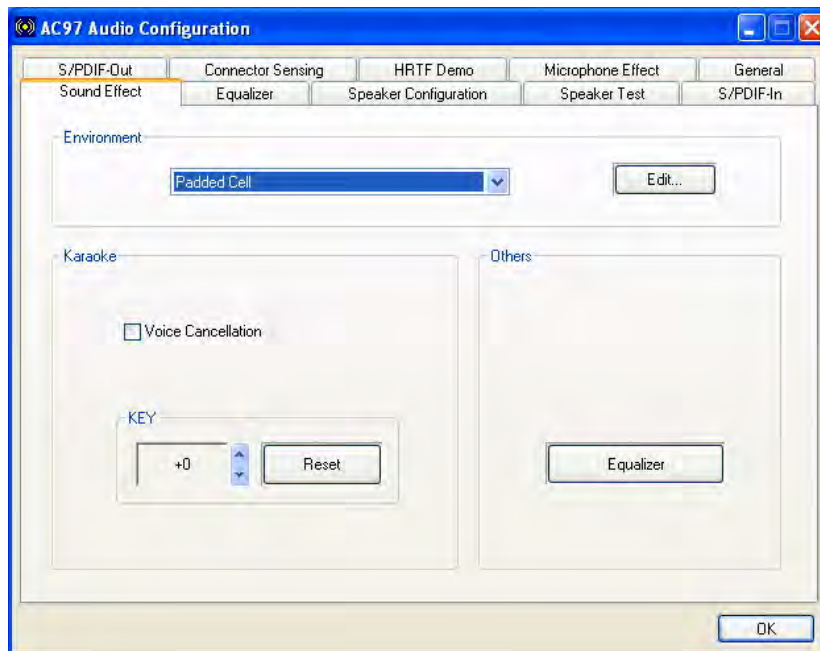 AC97 Audio Configuration
S/PDIF-Out Connector Sensing HRTF Demo Microphone Effect General
Sound Effect Equalizer Speaker Configuration Speaker Test S/PDIF-In
Environment
Padded Cell Edit...
Karaoke
Voice Cancellation
KEY
+0 Reset
Others
Equalizer
OK